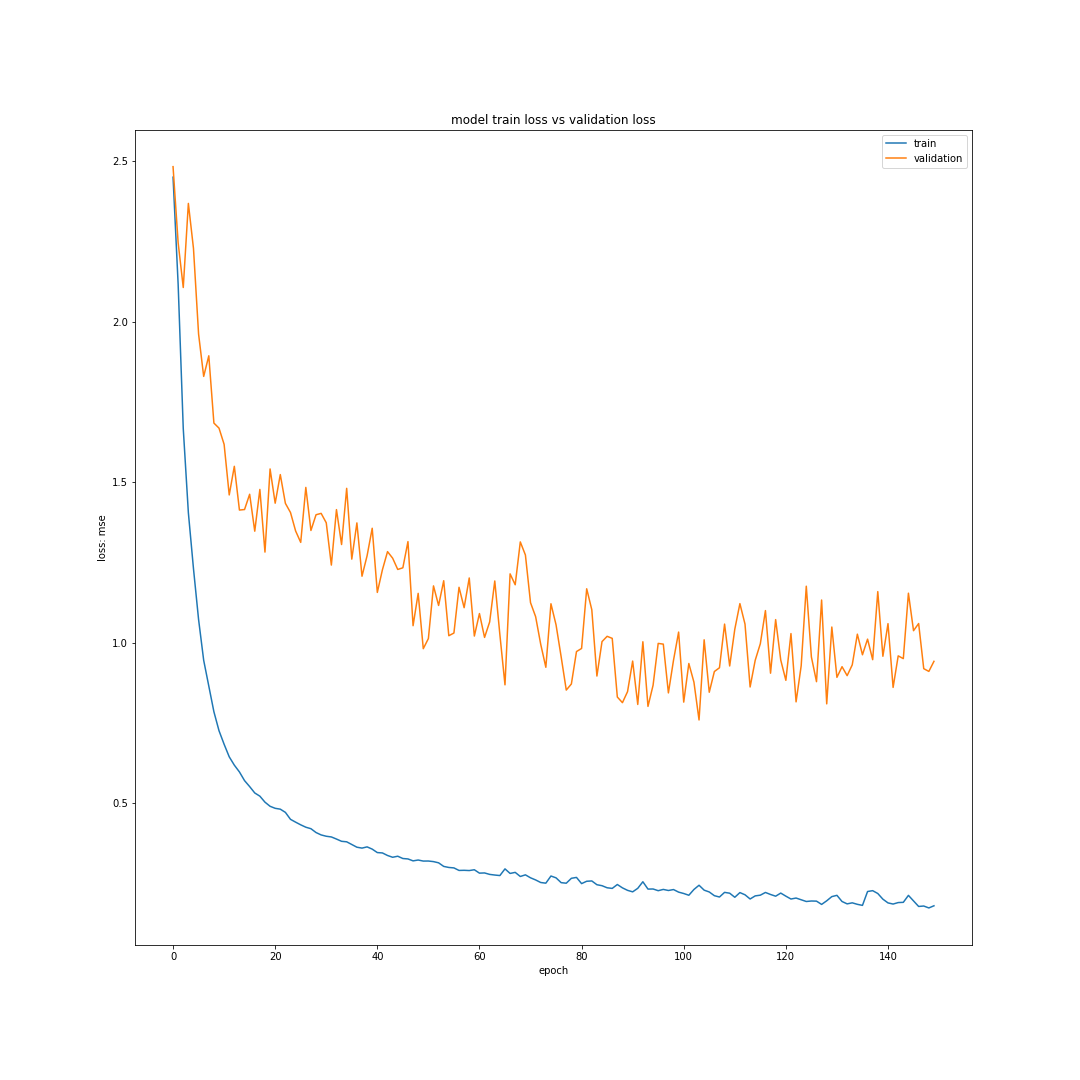 model train loss vs validation loss
train
validation
2.5
2.0
1.5
1.0
0.5
loss: mse
0 20 40 60 80 100 120 140
epoch